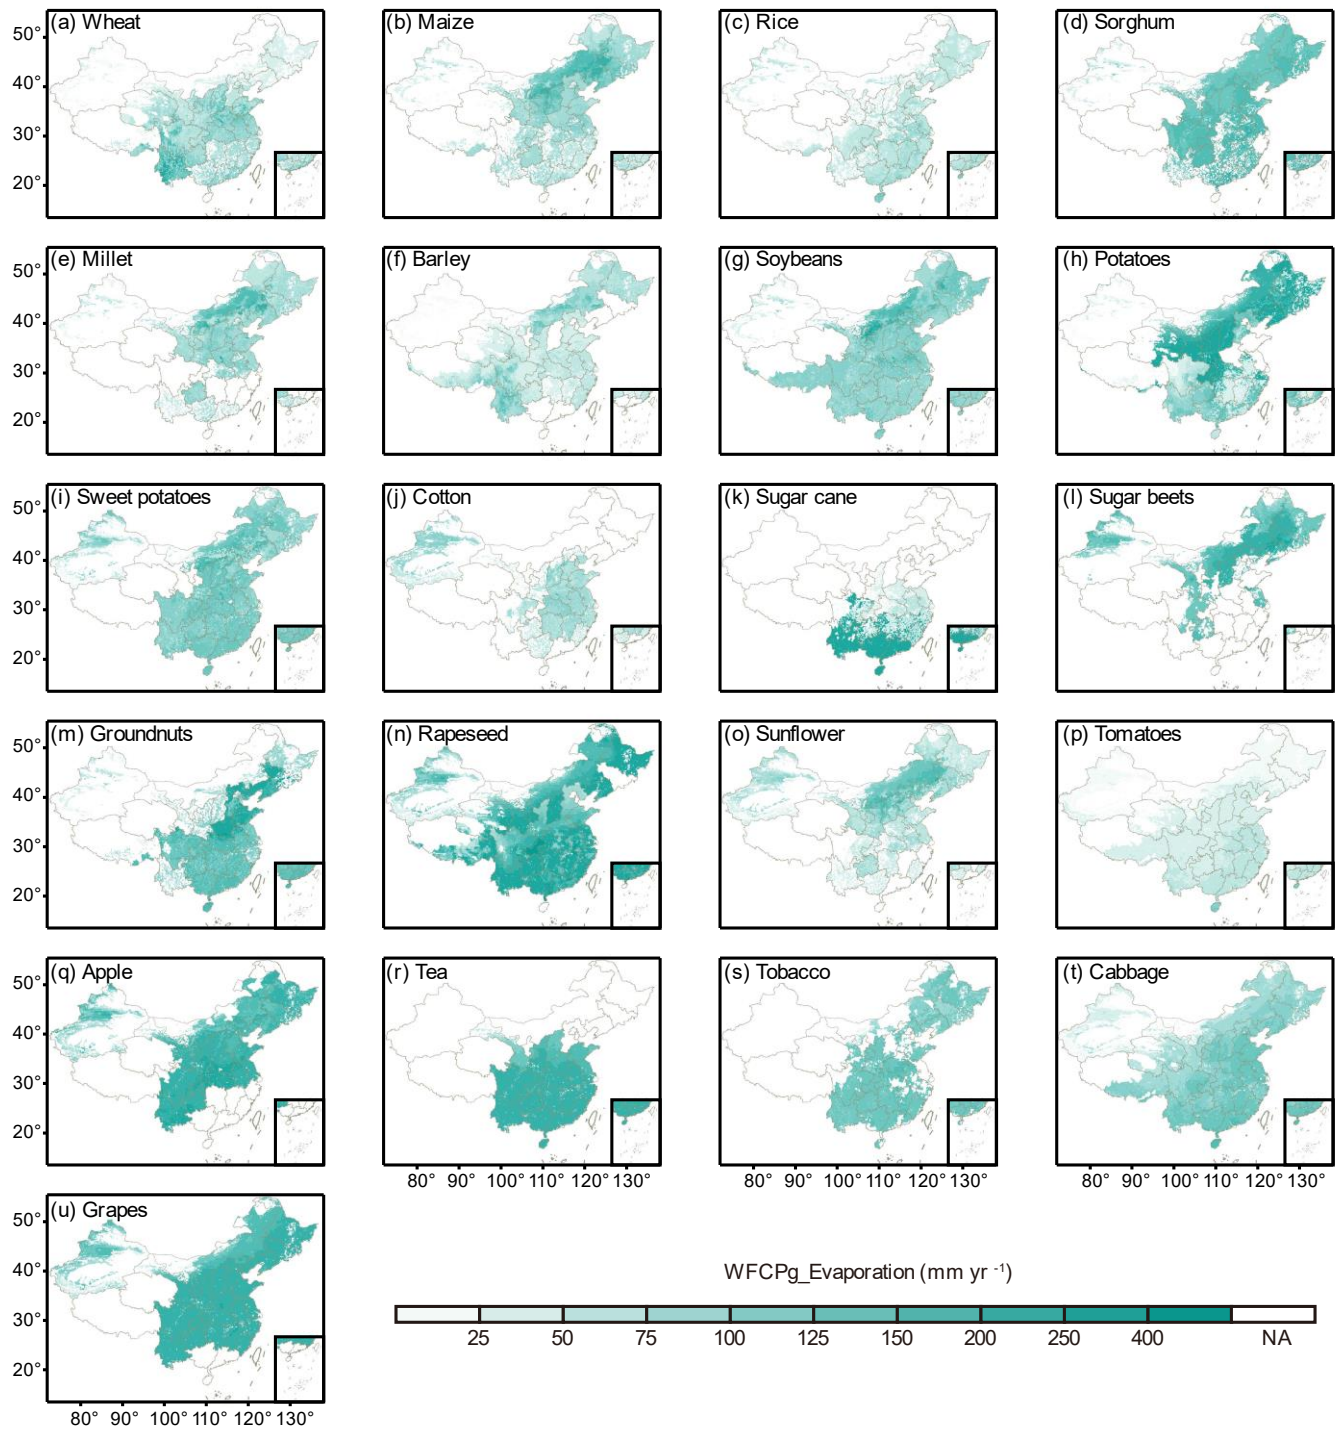 (a) Wheat
(b) Maize
(c) Rice
(d) Sorghum
50°
40°
30°
20°
(e) Millet
(f) Barley
(g) Soybeans
(h) Potatoes
50°
40°
30°
20°
(i) Sweet potatoes
(j) Cotton
(k) Sugar cane
(l) Sugar beets
50°
40°
30°
20°
(m) Groundnuts
(n) Rapeseed
(o) Sunflower
(p) Tomatoes
50°
40°
30°
20°
(q) Apple
(r) Tea
(s) Tobacco
(t) Cabbage
50°
40°
30°
20°
80° 90° 100° 110° 120° 130°
80° 90° 100° 110° 120° 130°
80° 90° 100° 110° 120° 130°
(u) Grapes
50°
40°
30°
20°
80° 90° 100° 110° 120° 130°
WFCPg_Evaporation (mm yr -1)
25 50 75 100 125 150 200 250 400 NA